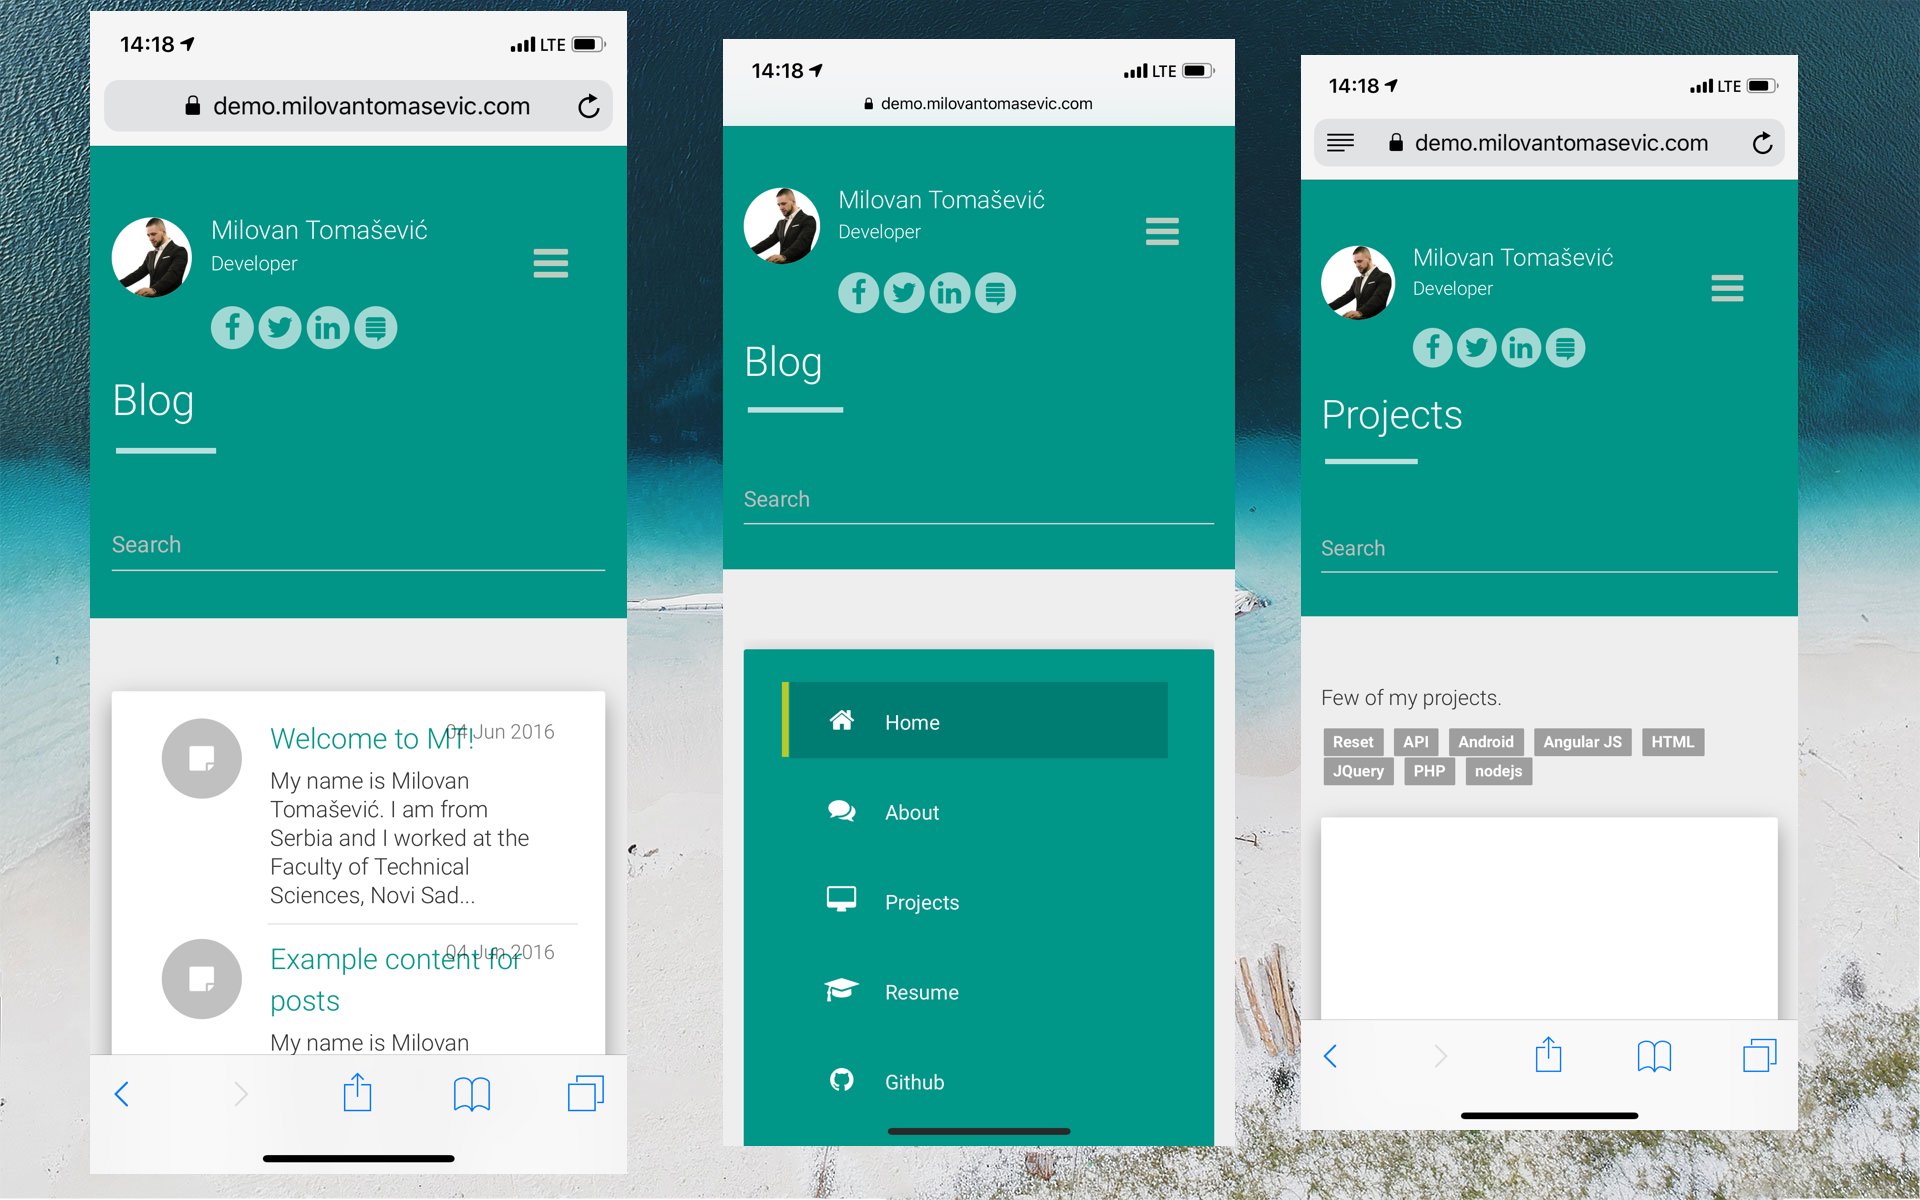 14:18
LTE
demo.milovantomasevic.com
Milovan Tomašević
Developer
Blog
Search
Welcome to MT!
04 Jun 2016
My name is Milovan
Tomašević. I am from
Serbia and I worked at the
Faculty of Technical
Sciences, Novi Sad...
Example content for
04 Jun 2016
posts
My name is Milovan
14:18
LTE
demo.milovantomasevic.com
Milovan Tomašević
Developer
Blog
Search
Home
About
Projects
Resume
Github
14:18
LTE
demo.milovantomasevic.com
Milovan Tomašević
Developer
Projects
Search
Few of my projects.
Reset API Android Angular JS HTML
JQuery PHP nodejs